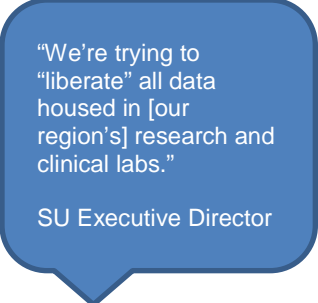 “We’re trying to
“liberate” all data
housed in [our
region’s] research and
clinical labs.”
SU Executive Director